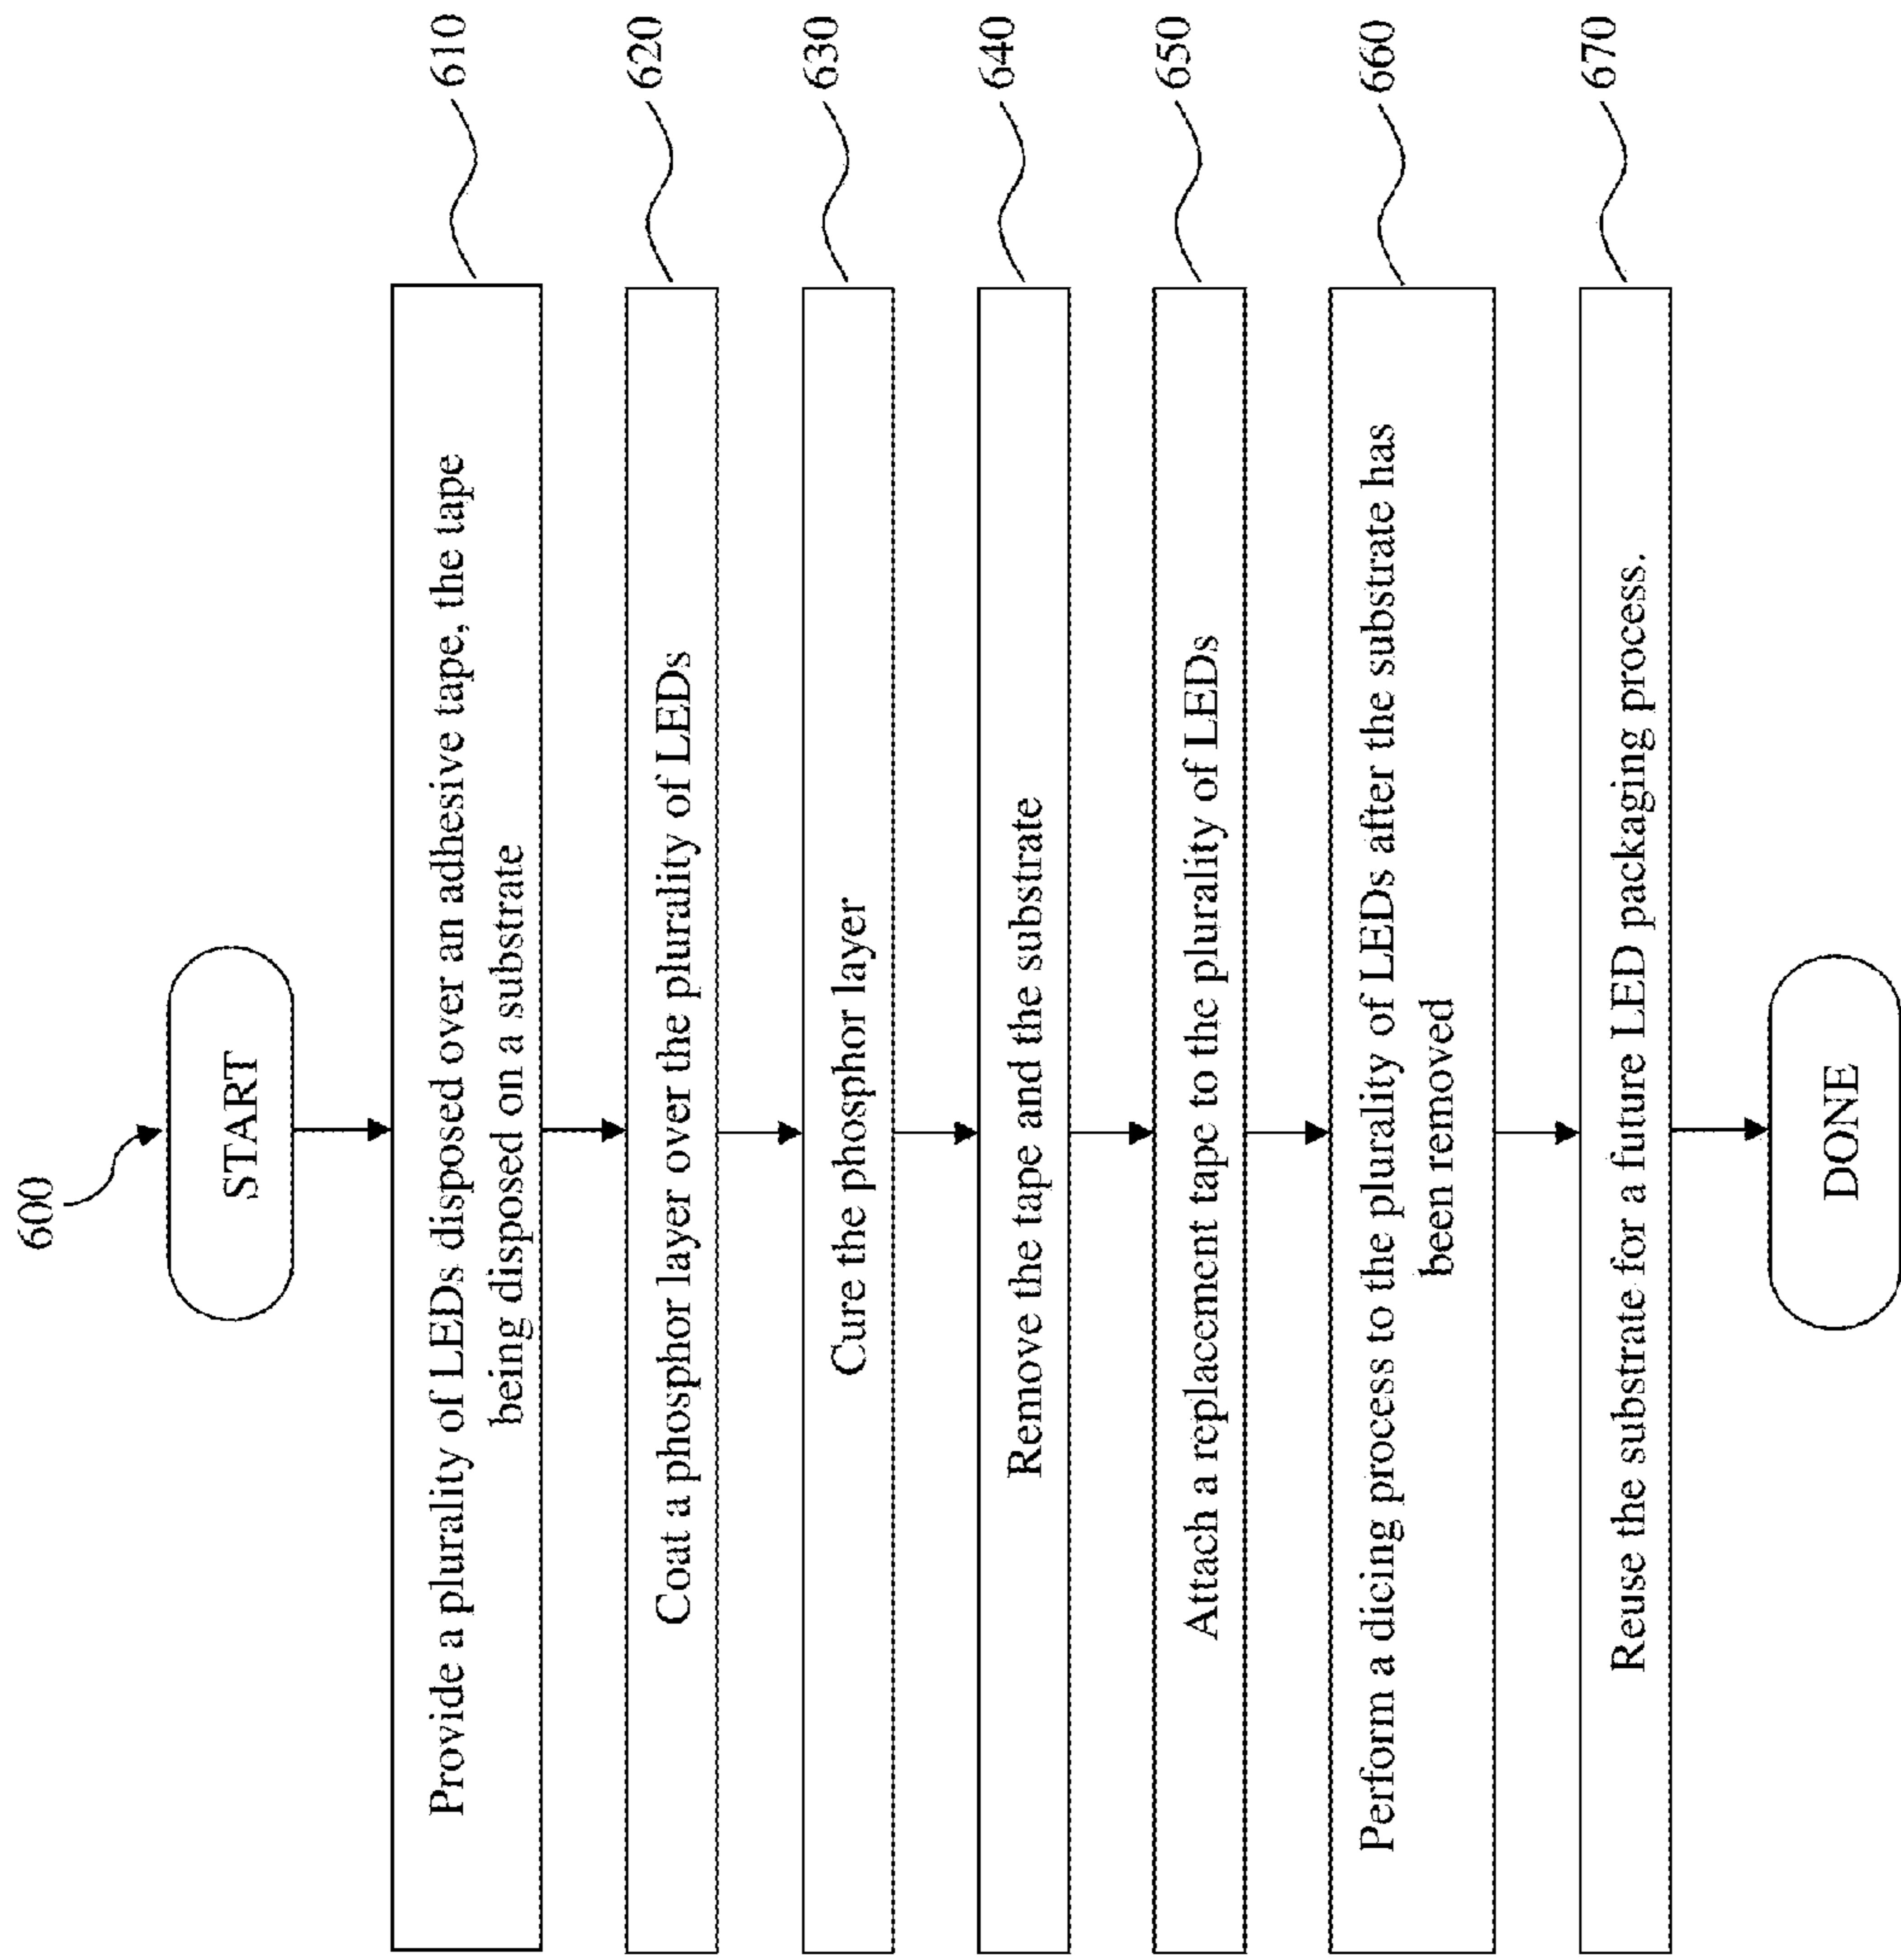 600
START
Provide a plurality of LEDs disposed over an adhesive tape, the tape
being disposed on a substrate
610
Coat a phosphor layer over the plurality of LEDs
620
Cure the phosphor layer
630
Remove the tape and the substrate
640
Attach a replacement tape to the plurality of LEDs
650
Perform a dicing process to the plurality of LEDs after the substrate has
been removed
660
Reuse the substrate for a future LED packaging process.
670
DONE